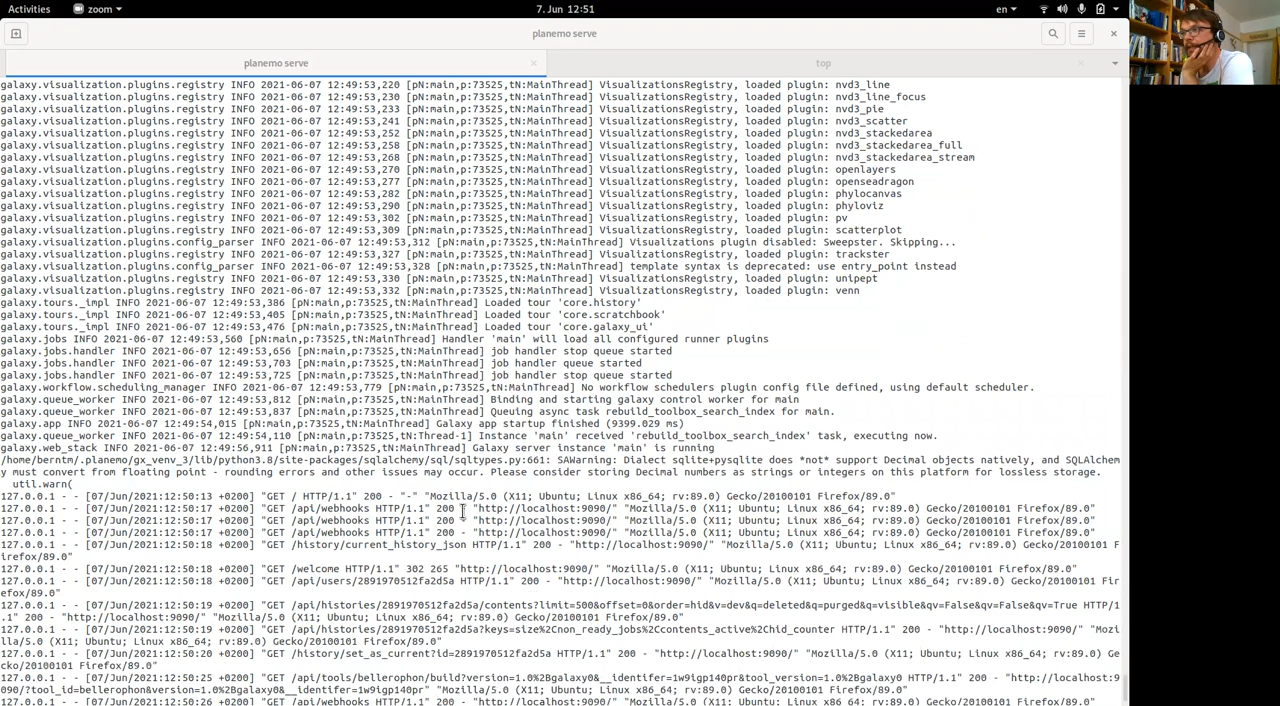 Activities zoom 7. Jun 12:51 en
planemo serve
planemo serve top
galaxy.visualization.plugins.registry INFO 2021-06-07 12:49:53,220 [pN:main,p:73525,tN:MainThread] VisualizationsRegistry, loaded plugin: nvd3_line
galaxy.visualization.plugins.registry INFO 2021-06-07 12:49:53,230 [pN:main,p:73525,tN:MainThread] VisualizationsRegistry, loaded plugin: nvd3_line_focus
galaxy.visualization.plugins.registry INFO 2021-06-07 12:49:53,233 [pN:main,p:73525,tN:MainThread] VisualizationsRegistry, loaded plugin: nvd3_pie
galaxy.visualization.plugins.registry INFO 2021-06-07 12:49:53,241 [pN:main,p:73525,tN:MainThread] VisualizationsRegistry, loaded plugin: nvd3_scatter
galaxy.visualization.plugins.registry INFO 2021-06-07 12:49:53,252 [pN:main,p:73525,tN:MainThread] VisualizationsRegistry, loaded plugin: nvd3_stackedarea
galaxy.visualization.plugins.registry INFO 2021-06-07 12:49:53,258 [pN:main,p:73525,tN:MainThread] VisualizationsRegistry, loaded plugin: nvd3_stackedarea_full
galaxy.visualization.plugins.registry INFO 2021-06-07 12:49:53,268 [pN:main,p:73525,tN:MainThread] VisualizationsRegistry, loaded plugin: nvd3_stackedarea_stream
galaxy.visualization.plugins.registry INFO 2021-06-07 12:49:53,270 [pN:main,p:73525,tN:MainThread] VisualizationsRegistry, loaded plugin: openlayers
galaxy.visualization.plugins.registry INFO 2021-06-07 12:49:53,277 [pN:main,p:73525,tN:MainThread] VisualizationsRegistry, loaded plugin: openseadragon
galaxy.visualization.plugins.registry INFO 2021-06-07 12:49:53,282 [pN:main,p:73525,tN:MainThread] VisualizationsRegistry, loaded plugin: phylocanvas
galaxy.visualization.plugins.registry INFO 2021-06-07 12:49:53,290 [pN:main,p:73525,tN:MainThread] VisualizationsRegistry, loaded plugin: phyloviz
galaxy.visualization.plugins.registry INFO 2021-06-07 12:49:53,302 [pN:main,p:73525,tN:MainThread] VisualizationsRegistry, loaded plugin: pv
galaxy.visualization.plugins.registry INFO 2021-06-07 12:49:53,309 [pN:main,p:73525,tN:MainThread] VisualizationsRegistry, loaded plugin: scatterplot
galaxy.visualization.plugins.config_parser INFO 2021-06-07 12:49:53,312 [pN:main,p:73525,tN:MainThread] Visualizations plugin disabled: Sweepster. Skipping...
galaxy.visualization.plugins.registry INFO 2021-06-07 12:49:53,327 [pN:main,p:73525,tN:MainThread] VisualizationsRegistry, loaded plugin: trackster
galaxy.visualization.plugins.config_parser INFO 2021-06-07 12:49:53,328 [pN:main,p:73525,tN:MainThread] template syntax is deprecated: use entry_point instead
galaxy.visualization.plugins.registry INFO 2021-06-07 12:49:53,330 [pN:main,p:73525,tN:MainThread] VisualizationsRegistry, loaded plugin: unipept
galaxy.visualization.plugins.registry INFO 2021-06-07 12:49:53,332 [pN:main,p:73525,tN:MainThread] VisualizationsRegistry, loaded plugin: venn
galaxy.tours._impl INFO 2021-06-07 12:49:53,386 [pN:main,p:73525,tN:MainThread] Loaded tour 'core.history'
galaxy.tours._impl INFO 2021-06-07 12:49:53,405 [pN:main,p:73525,tN:MainThread] Loaded tour 'core.scratchbook'
galaxy.tours._impl INFO 2021-06-07 12:49:53,476 [pN:main,p:73525,tN:MainThread] Loaded tour 'core.galaxy_ui'
galaxy.jobs INFO 2021-06-07 12:49:53,560 [pN:main,p:73525,tN:MainThread] Handler 'main' will load all configured runner plugins
galaxy.jobs.handler INFO 2021-06-07 12:49:53,656 [pN:main,p:73525,tN:MainThread] job handler stop queue started
galaxy.jobs.handler INFO 2021-06-07 12:49:53,703 [pN:main,p:73525,tN:MainThread] job handler queue started
galaxy.jobs.handler INFO 2021-06-07 12:49:53,725 [pN:main,p:73525,tN:MainThread] job handler stop queue started
galaxy.workflow.scheduling_manager INFO 2021-06-07 12:49:53,779 [pN:main,p:73525,tN:MainThread] No workflow schedulers plugin config file defined, using default scheduler.
galaxy.queue_worker INFO 2021-06-07 12:49:53,812 [pN:main,p:73525,tN:MainThread] Binding and starting galaxy control worker for main
galaxy.queue_worker INFO 2021-06-07 12:49:53,837 [pN:main,p:73525,tN:MainThread] Queuing async task rebuild_toolbox_search_index for main.
galaxy.app INFO 2021-06-07 12:49:54,015 [pN:main,p:73525,tN:MainThread] Galaxy app startup finished (9399.029 ms)
galaxy.queue_worker INFO 2021-06-07 12:49:54,110 [pN:main,p:73525,tN:Thread-1] Instance 'main' received 'rebuild_toolbox_search_index' task, executing now.
galaxy.web_stack INFO 2021-06-07 12:49:56,911 [pN:main,p:73525,tN:MainThread] Galaxy server instance 'main' is running
/home/berntm/.planemo/gx_venv_3/lib/python3.8/site-packages/sqlalchemy/sql/sqltypes.py:661: SAWarning: Dialect sqlite+pysqlite does *not* support Decimal objects natively, and SQLAlchem
y must convert from floating point - rounding errors and other issues may occur. Please consider storing Decimal numbers as strings or integers on this platform for lossless storage.
util.warn(
127.0.0.1 - - [07/Jun/2021:12:50:13 +0200] "GET / HTTP/1.1" 200 - "-" "Mozilla/5.0 (X11; Ubuntu; Linux x86_64; rv:89.0) Gecko/20100101 Firefox/89.0"
127.0.0.1 - - [07/Jun/2021:12:50:17 +0200] "GET /api/webhooks HTTP/1.1" 200 - "http://localhost:9090/" "Mozilla/5.0 (X11; Ubuntu; Linux x86_64; rv:89.0) Gecko/20100101 Firefox/89.0"
127.0.0.1 - - [07/Jun/2021:12:50:17 +0200] "GET /api/webhooks HTTP/1.1" 200 - "http://localhost:9090/" "Mozilla/5.0 (X11; Ubuntu; Linux x86_64; rv:89.0) Gecko/20100101 Firefox/89.0"
127.0.0.1 - - [07/Jun/2021:12:50:17 +0200] "GET /api/webhooks HTTP/1.1" 200 - "http://localhost:9090/" "Mozilla/5.0 (X11; Ubuntu; Linux x86_64; rv:89.0) Gecko/20100101 Firefox/89.0"
127.0.0.1 - - [07/Jun/2021:12:50:18 +0200] "GET /history/current_history_json HTTP/1.1" 200 - "http://localhost:9090/" "Mozilla/5.0 (X11; Ubuntu; Linux x86_64; rv:89.0) Gecko/20100101 F
irefox/89.0"
127.0.0.1 - - [07/Jun/2021:12:50:18 +0200] "GET /welcome HTTP/1.1" 302 265 "http://localhost:9090/" "Mozilla/5.0 (X11; Ubuntu; Linux x86_64; rv:89.0) Gecko/20100101 Firefox/89.0"
127.0.0.1 - - [07/Jun/2021:12:50:18 +0200] "GET /api/users/2891970512fa2d5a HTTP/1.1" 200 - "http://localhost:9090/" "Mozilla/5.0 (X11; Ubuntu; Linux x86_64; rv:89.0) Gecko/20100101 Fir
efox/89.0"
127.0.0.1 - - [07/Jun/2021:12:50:19 +0200] "GET /api/histories/2891970512fa2d5a/contents?limit=500&offset=0&order=hid&v=dev&q=deleted&q=purged&q=visible&qv=False&qv=False&qv=True HTTP/1
.1" 200 - "http://localhost:9090/" "Mozilla/5.0 (X11; Ubuntu; Linux x86_64; rv:89.0) Gecko/20100101 Firefox/89.0"
127.0.0.1 - - [07/Jun/2021:12:50:19 +0200] "GET /api/histories/2891970512fa2d5a?keys=size%2Cnon_ready_jobs%2Ccontents_active%2Chid_counter HTTP/1.1" 200 - "http://localhost:9090/" "Mozi
lla/5.0 (X11; Ubuntu; Linux x86_64; rv:89.0) Gecko/20100101 Firefox/89.0"
127.0.0.1 - - [07/Jun/2021:12:50:20 +0200] "GET /history/set_as_current?id=2891970512fa2d5a HTTP/1.1" 200 - "http://localhost:9090/" "Mozilla/5.0 (X11; Ubuntu; Linux x86_64; rv:89.0) Ge
cko/20100101 Firefox/89.0"
127.0.0.1 - - [07/Jun/2021:12:50:25 +0200] "GET /api/tools/bellerophon/build?version=1.0%2Bgalaxy0&__identifer=1w9igp140pr&tool_version=1.0%2Bgalaxy0 HTTP/1.1" 200 - "http://localhost:9
090/?tool_id=bellerophon&version=1.0%2Bgalaxy0&__identifer=1w9igp140pr" "Mozilla/5.0 (X11; Ubuntu; Linux x86_64; rv:89.0) Gecko/20100101 Firefox/89.0"
127.0.0.1 - - [07/Jun/2021:12:50:26 +0200] "GET /api/webhooks HTTP/1.1" 200 - "http://localhost:9090/" "Mozilla/5.0 (X11; Ubuntu; Linux x86_64; rv:89.0) Gecko/20100101 Firefox/89.0"